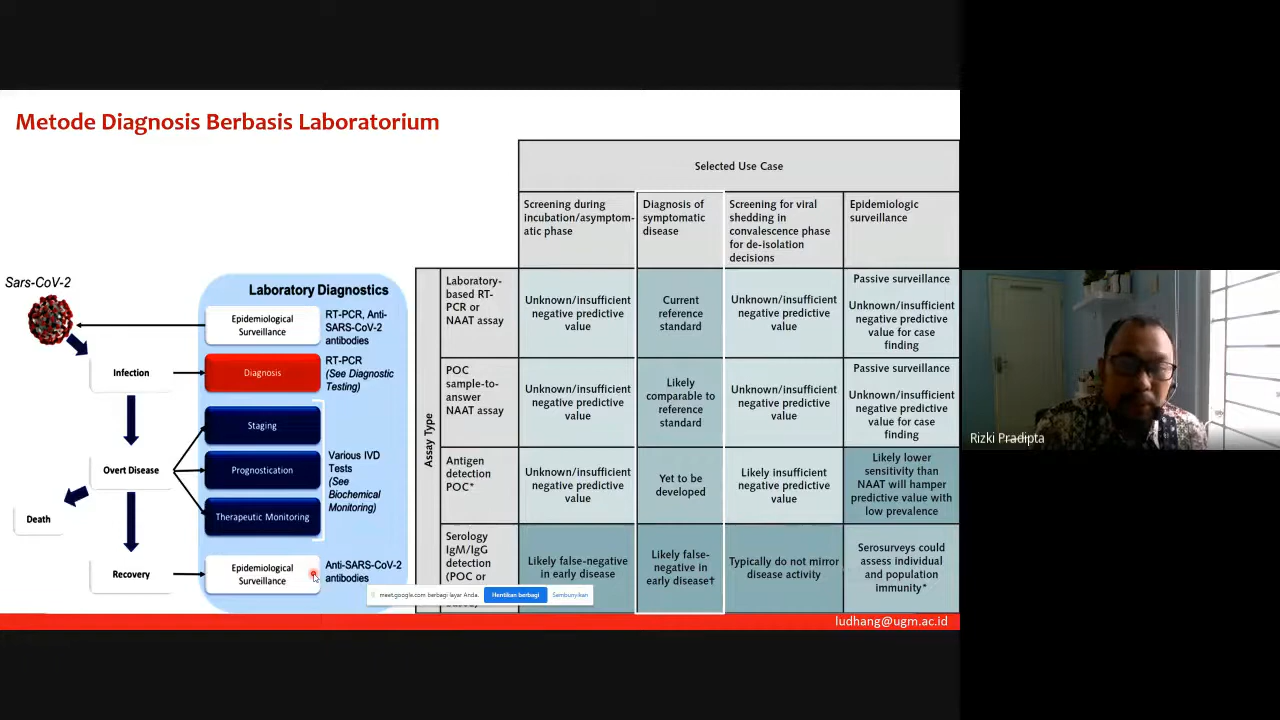 Metode Diagnosis Berbasis Laboratorium
Sars-CoV-2
Infection
Overt Disease
Death
Recovery
Laboratory Diagnostics
Epidemiological
Surveillance
RT-PCR, Anti-
SARS-CoV-2
antibodies
Diagnosis
RT-PCR
(See Diagnostic
Testing)
Staging
Prognostication
Therapeutic Monitoring
Various IVD
Tests
(See
Biochemical
Monitoring)
Epidemiological
Surveillance
Anti-SARS-CoV-2
antibodies
Selected Use Case
Screening during
incubation/asymptom-
atic phase
Diagnosis of
symptomatic
disease
Screening for viral
shedding in
convalescence phase
for de-isolation
decisions
Epidemiologic
surveillance
Assay Type
Laboratory-
based RT-
PCR or
NAAT assay
Unknown/insufficient
negative predictive
value
Current
reference
standard
Unknown/insufficient
negative predictive
value
Passive surveillance
Unknown/insufficient
negative predictive
value for case
finding
POC
sample-to-
answer
NAAT assay
Unknown/insufficient
negative predictive
value
Likely
comparable to
reference
standard
Unknown/insufficient
negative predictive
value
Passive surveillance
Unknown/insufficient
negative predictive
value for case
finding
Antigen
detection
POC*
Unknown/insufficient
negative predictive
value
Yet to be
developed
Likely insufficient
negative predictive
value
Likely lower
sensitivity than
NAAT will hamper
predictive value with
low prevalence
Serology
IgM/IgG
detection
(POC or
Likely false-negative
in early disease
Likely false-
negative in
early disease†
Typically do not mirror
disease activity
Serosurveys could
assess individual
and population
immunity*
meet.google.com berbagi layar Anda.
Hentikan berbagi
Sembunyikan
ludhang@ugm.ac.id
Rizki Pradipta